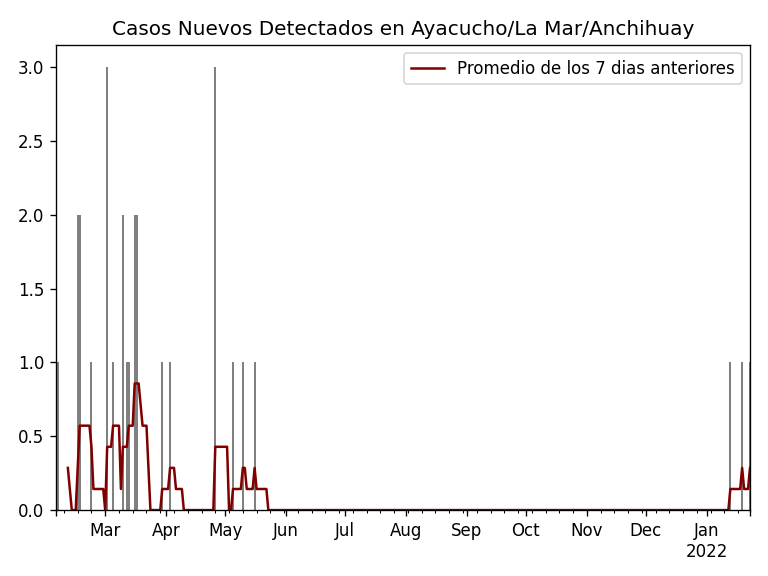 Casos Nuevos Detectados en Ayacucho/La Mar/Anchihuay
Promedio de los 7 dias anteriores
3.0
2.5
2.0
1.5
1.0
0.5
0.0
Mar Apr May Jun Jul Aug Sep Oct Nov Dec Jan
2022